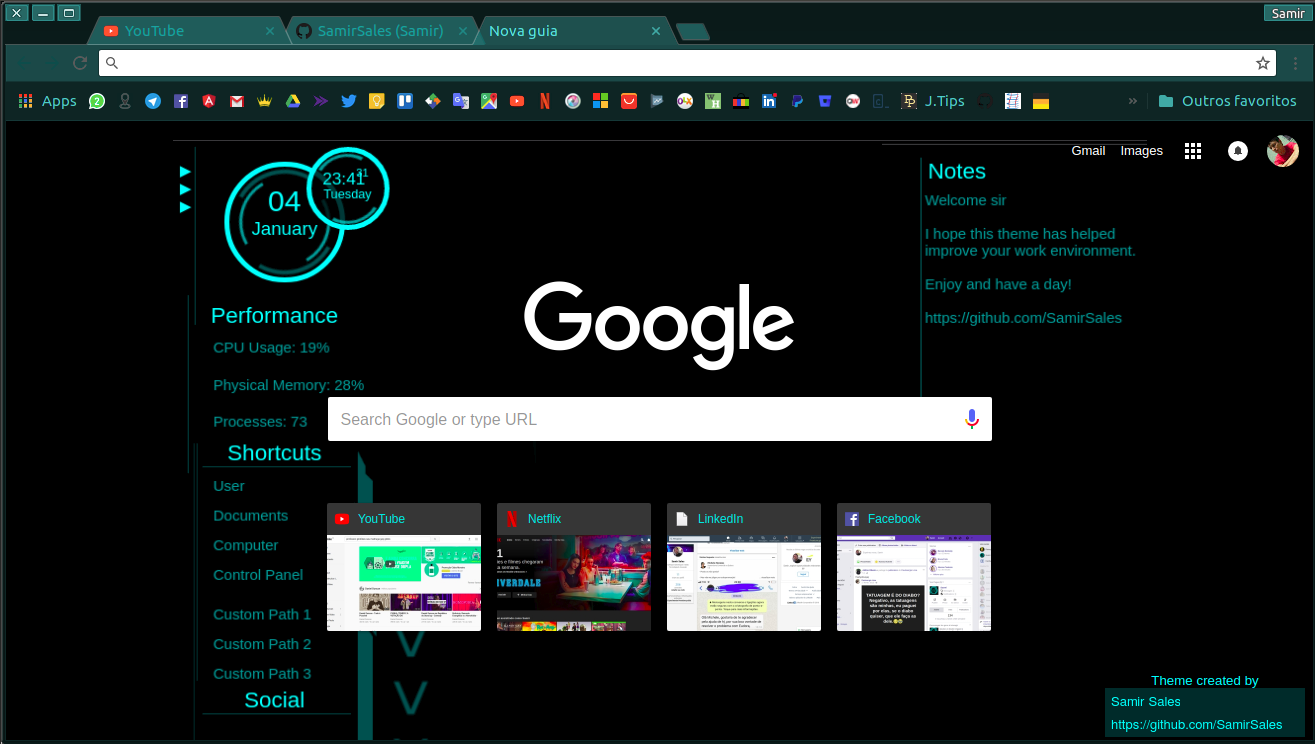 Samir
YouTube
SamirSales (Samir)
Nova guia
Apps
J.Tips
»
Outros favoritos
Gmail
Images
23:41
21
Tuesday
04
January
Notes
Welcome sir
I hope this theme has helped
improve your work environment.
Enjoy and have a day!
https://github.com/SamirSales
Google
Performance
CPU Usage: 19%
Physical Memory: 28%
Processes: 73
Search Google or type URL
Shortcuts
User
Documents
Computer
Control Panel
Custom Path 1
Custom Path 2
Custom Path 3
Social
YouTube
Netflix
LinkedIn
Facebook
TATUAGEM É DO DIABO?
V
V
Theme created by
Samir Sales
https://github.com/SamirSales